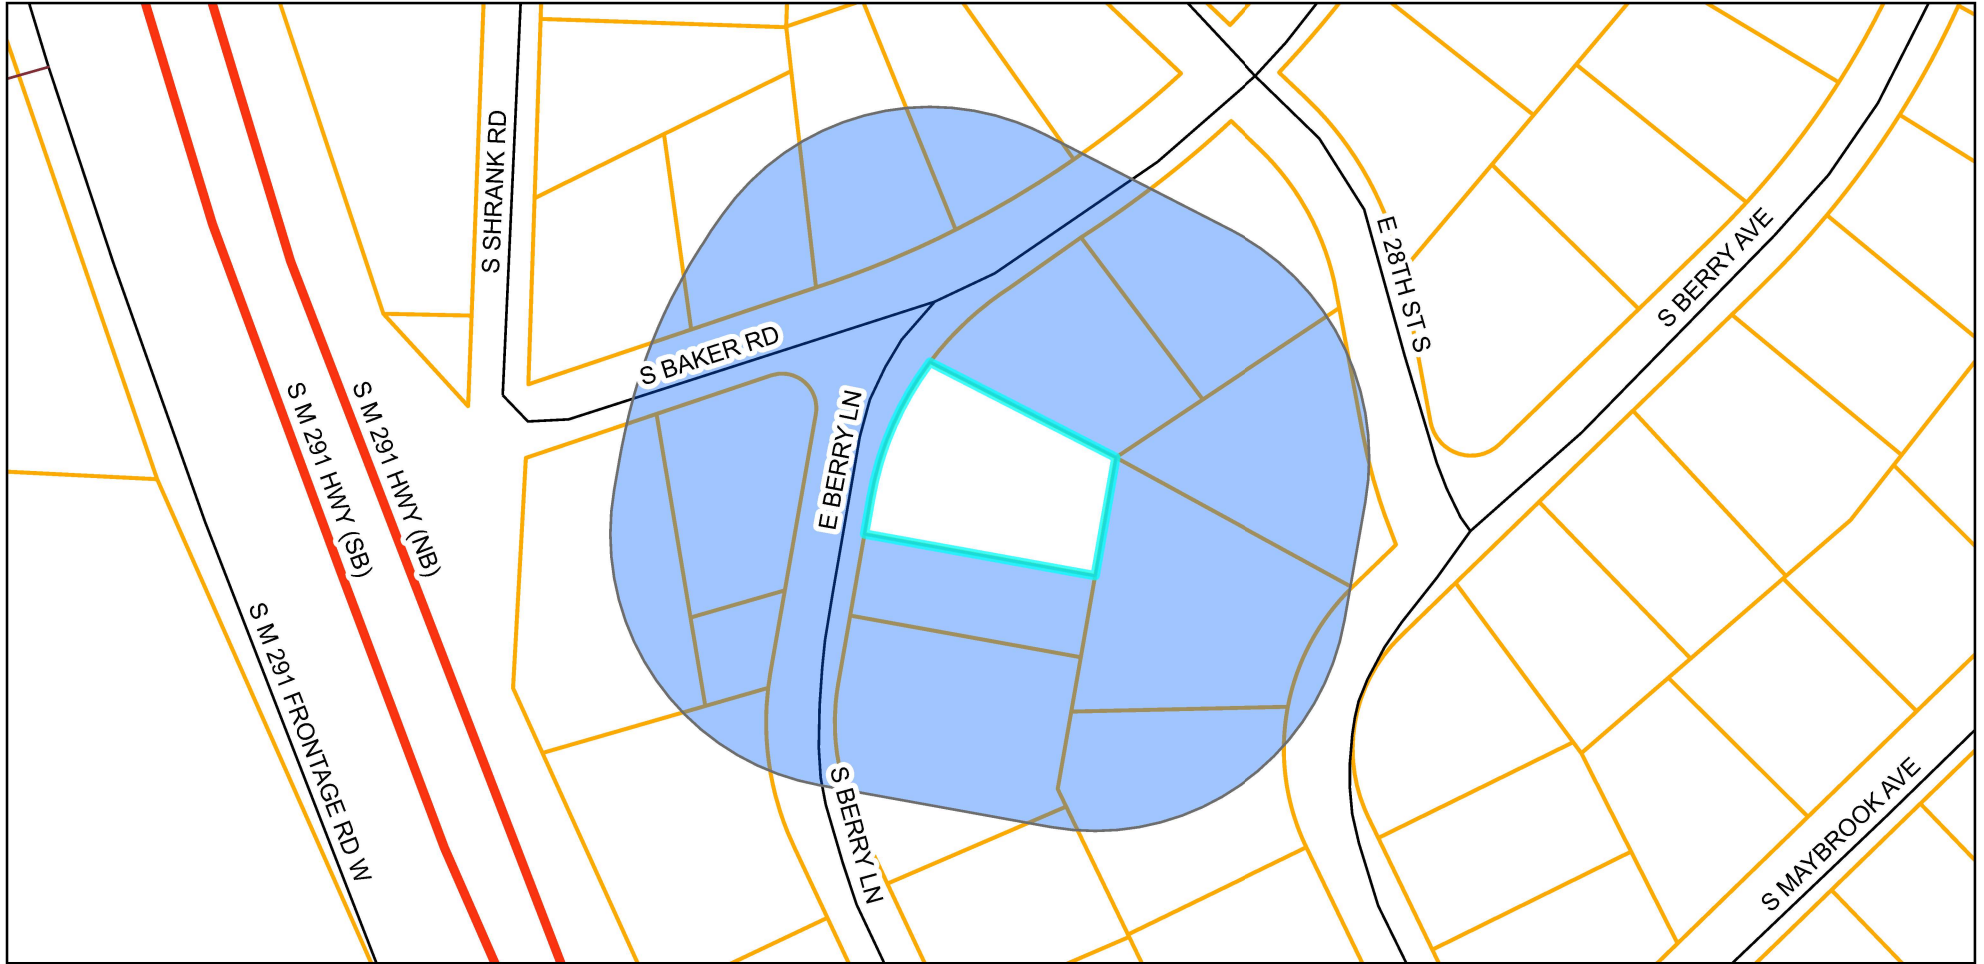 S SHRANK RD
E 28TH ST S
S BERRY AVE
S BAKER RD
E BERRY LN
S M 291 HWY (SB)
S M 291 HWY (NB)
S M 291 FRONTAGE RD W
S BERRY LN
S MAYBROOK AVE